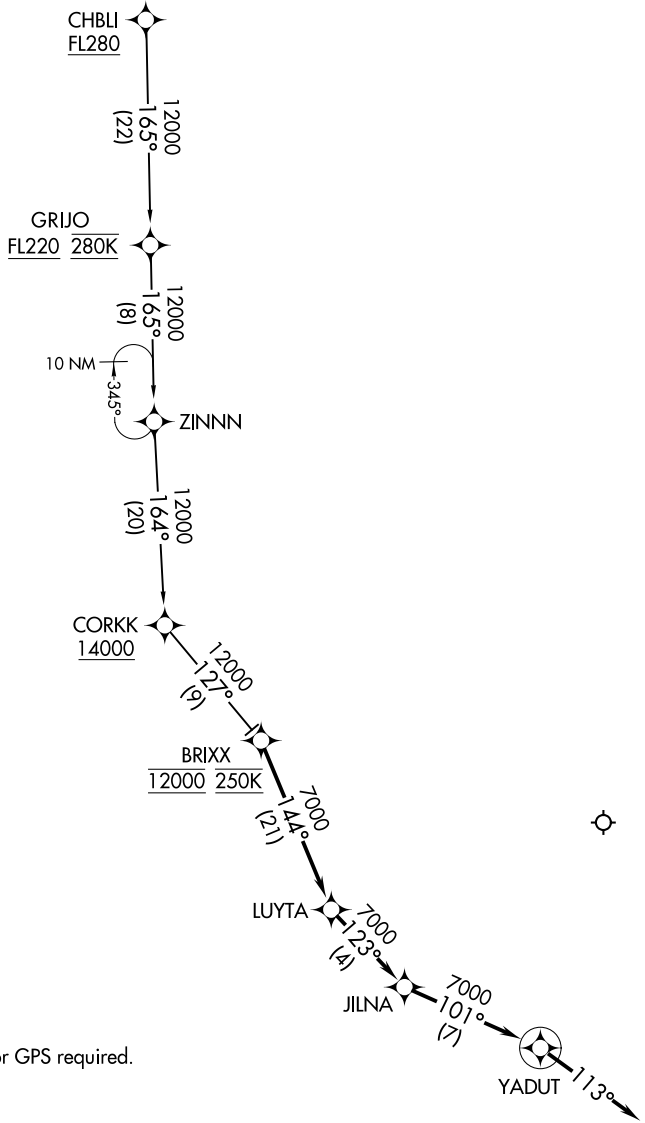 CHBLI
FL280
12000
165°
(22)
GRIJO
FL220 280K
12000
165°
(8)
10 NM
345°
ZINNN
12000
164°
(20)
CORKK
14000
12000
127°
(9)
BRIXX
12000 250K
7000
144°
(21)
LUYTA
7000
123°
(4)
JILNA
7000
101°
(7)
or GPS required.
YADUT
113°